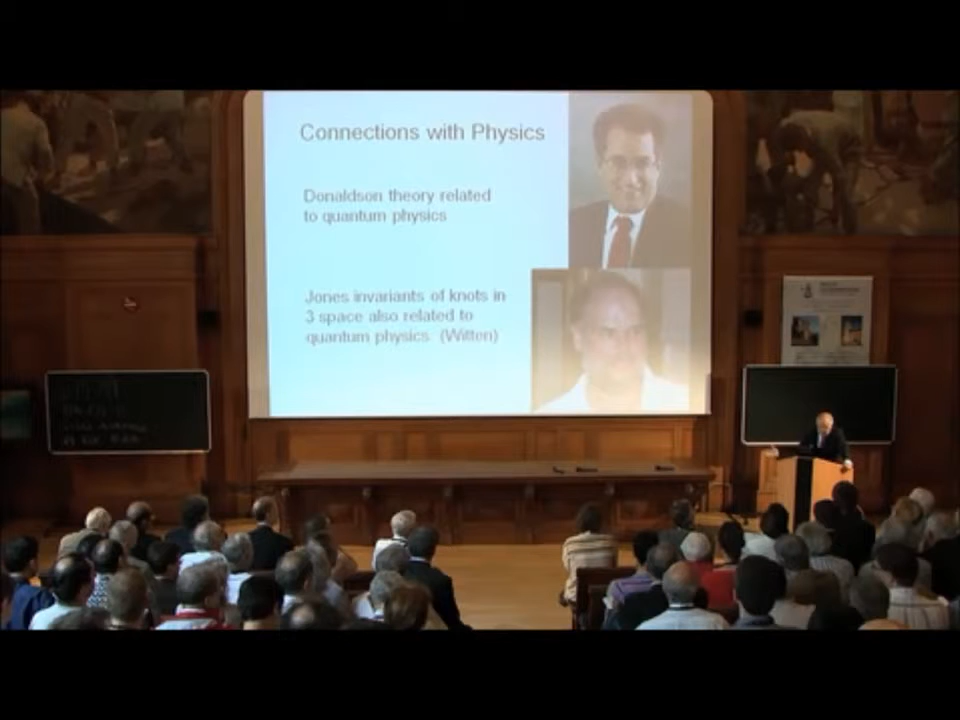 Connections with Physics
Donaldson theory related
to quantum physics
Jones invariants of knots in
3 space also related to
quantum physics (Witten)